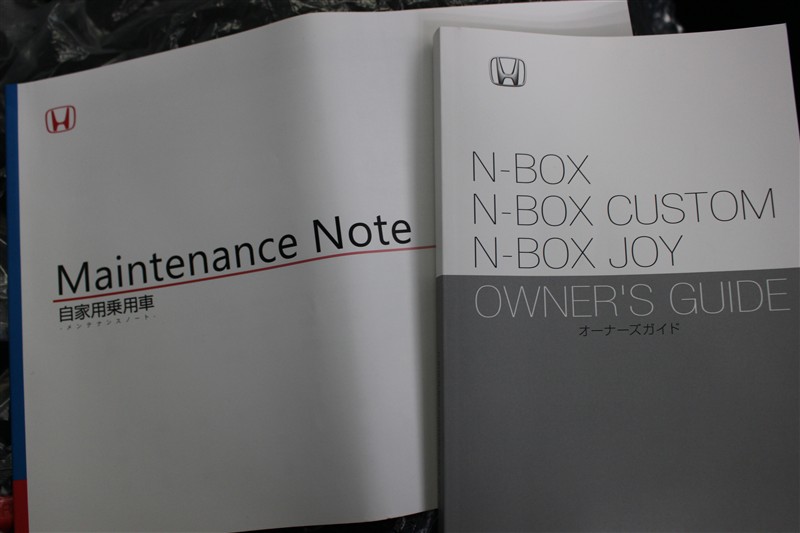 Maintenance Note
自家用乗用車
-メンテナンスノート-
N-BOX
N-BOX CUSTOM
N-BOX JOY
OWNER'S GUIDE
オーナーズガイド